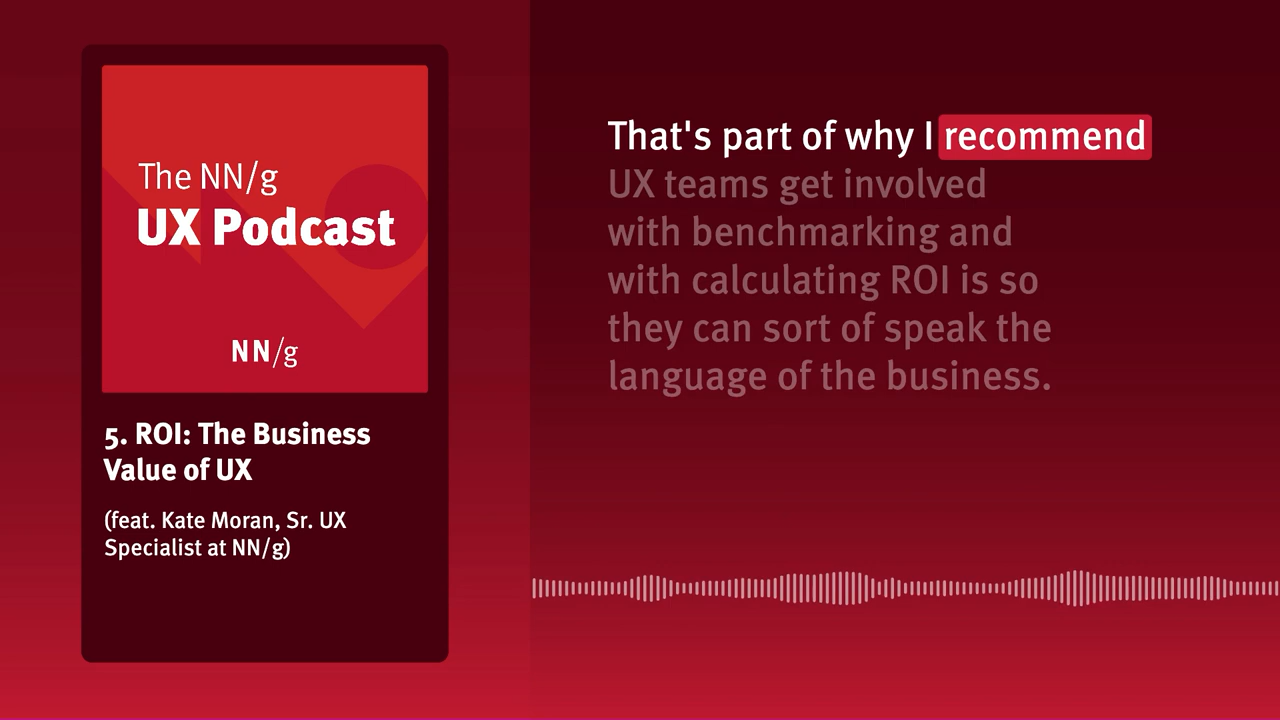 The NN/g
UX Podcast
NN/g
5. ROI: The Business
Value of UX
(feat. Kate Moran, Sr. UX
Specialist at NN/g)
That's part of why I recommend
UX teams get involved
with benchmarking and
with calculating ROI is so
they can sort of speak the
language of the business.